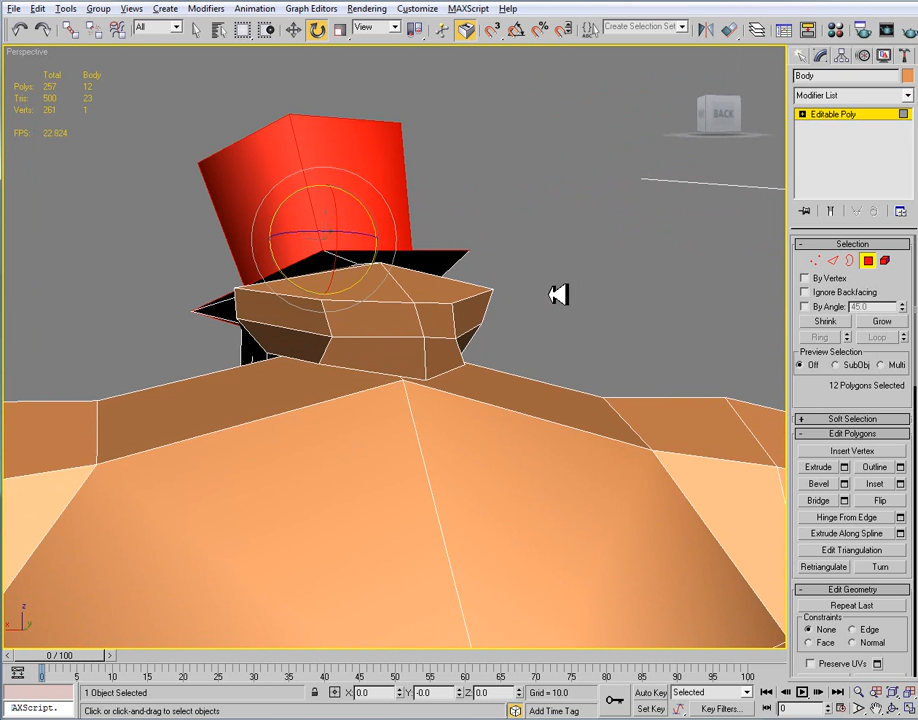 File Edit Tools Group Views Create Modifiers Animation Graph Editors Rendering Customize MAXScript Help
All View Create Selection Set
Perspective
Total Body
Polys: 257 12
Tris: 500 23
Verts: 261 1
FPS: 22.824
BACK
Body
Modifier List
Editable Poly
- Selection
By Vertex
Ignore Backfacing
By Angle: 45.0
Shrink Grow
Ring Loop
Preview Selection
Off SubObj Multi
12 Polygons Selected
+ Soft Selection
- Edit Polygons
Insert Vertex
Extrude Outline
Bevel Inset
Bridge Flip
Hinge From Edge
Extrude Along Spline
Edit Triangulation
Retriangulate Turn
- Edit Geometry
Repeat Last
Constraints
None Edge
Face Normal
Preserve UVs
z
x y
< 0 / 100 >
0 5 10 15 20 25 30 35 40 45 50 55 60 65 70 75 80 85 90 95 100
1 Object Selected X: 0.0 Y: -0.0 Z: 0.0 Grid = 10.0 Auto Key Selected
AXScript. Click or click-and-drag to select objects Add Time Tag Set Key Key Filters... 0